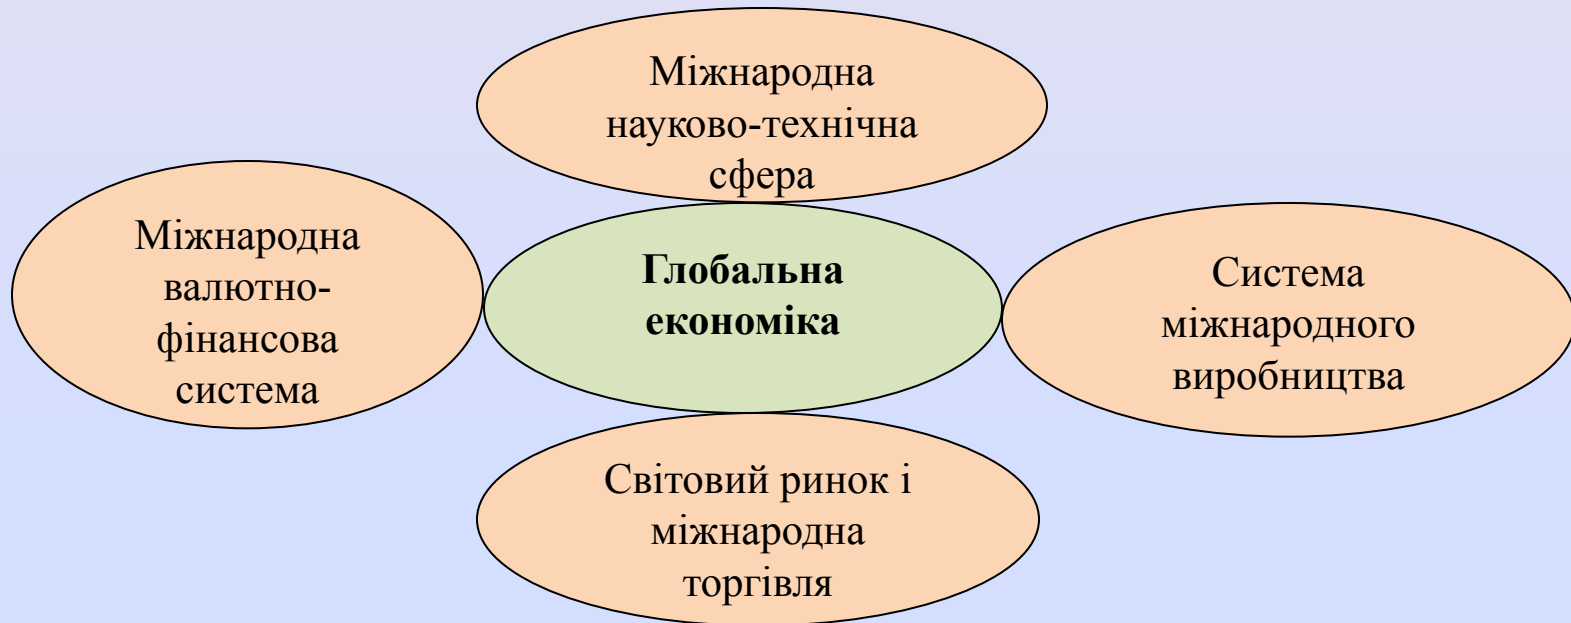 Міжнародна
науково-технічна
сфера
Міжнародна
валютно-
фінансова
система
Глобальна
економіка
Система
міжнародного
виробництва
Світовий ринок і
міжнародна
торгівля